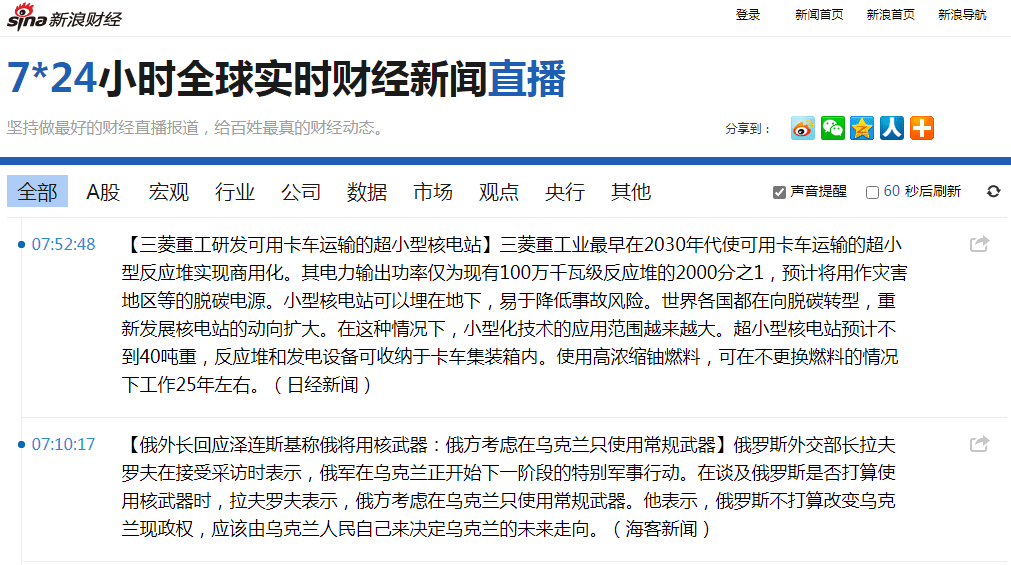 sina新浪财经
登录 新闻首页 新浪首页 新浪导航
7*24小时全球实时财经新闻直播
坚持做最好的财经直播报道，给百姓最真的财经动态。
分享到：
全部 A股 宏观 行业 公司 数据 市场 观点 央行 其他
声音提醒 60 秒后刷新
07:52:48
【三菱重工研发可用卡车运输的超小型核电站】三菱重工业最早在2030年代使可用卡车运输的超小
型反应堆实现商用化。其电力输出功率仅为现有100万千瓦级反应堆的2000分之1，预计将用作灾害
地区等的脱碳电源。小型核电站可以埋在地下，易于降低事故风险。世界各国都在向脱碳转型，重
新发展核电站的动向扩大。在这种情况下，小型化技术的应用范围越来越大。超小型核电站预计不
到40吨重，反应堆和发电设备可收纳于卡车集装箱内。使用高浓缩铀燃料，可在不更换燃料的情况
下工作25年左右。（日经新闻）
07:10:17
【俄外长回应泽连斯基称俄将用核武器：俄方考虑在乌克兰只使用常规武器】俄罗斯外交部长拉夫
罗夫在接受采访时表示，俄军在乌克兰正开始下一阶段的特别军事行动。在谈及俄罗斯是否打算使
用核武器时，拉夫罗夫表示，俄方考虑在乌克兰只使用常规武器。他表示，俄罗斯不打算改变乌克
兰现政权，应该由乌克兰人民自己来决定乌克兰的未来走向。（海客新闻）